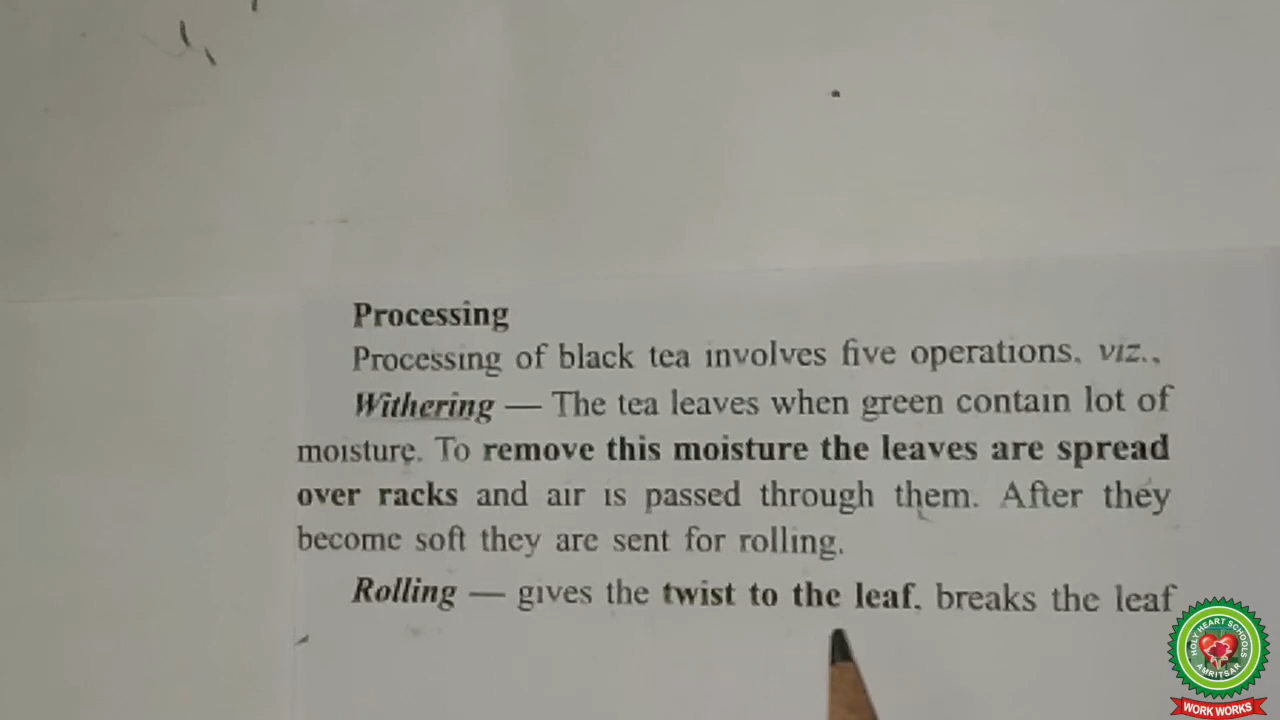 Processing
Processing of black tea involves five operations, viz.,
Withering — The tea leaves when green contain lot of
moisture. To remove this moisture the leaves are spread
over racks and air is passed through them. After they
become soft they are sent for rolling.
Rolling — gives the twist to the leaf, breaks the leaf
HOLY HEART SCHOOLS
AMRITSAR
WORK WORKS